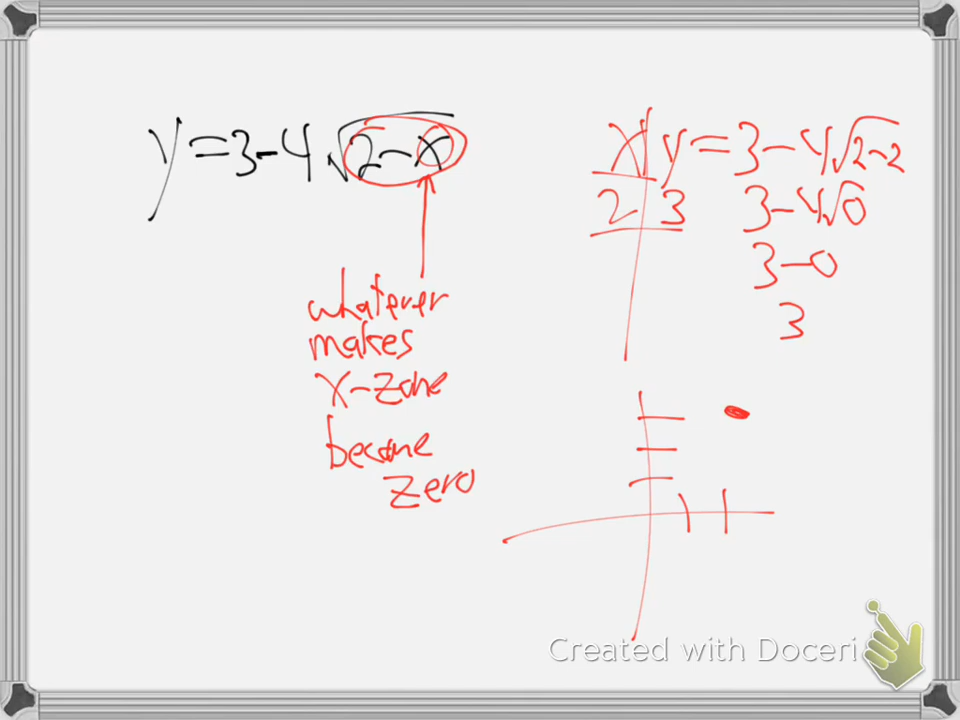 y=3-4√2-x
whatever
makes
x-zone
become
zero
x y=3-4√2-2
2 3 3-4√0
3-0
3
Created with Doceri